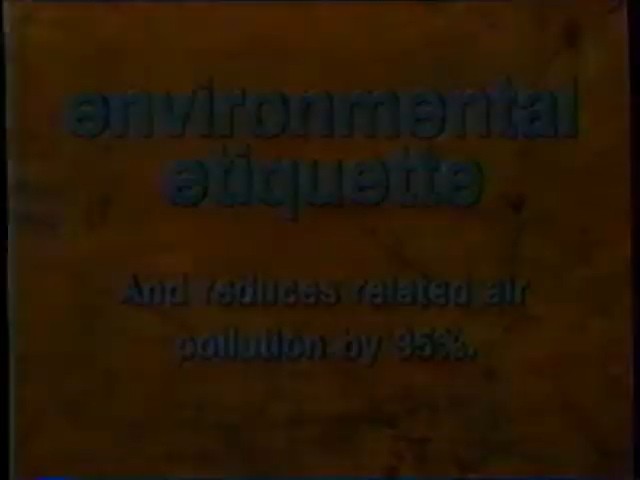 environmental
etiquette
And reduces related air
pollution by 95%.